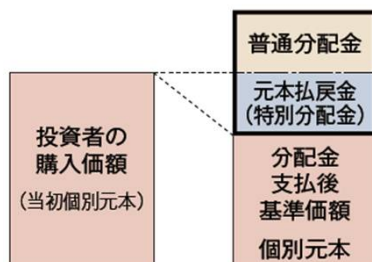 普通分配金
元本払戻金
(特別分配金)
投資者の
購入価額
(当初個別元本)
分配金
支払後
基準価額
個別元本